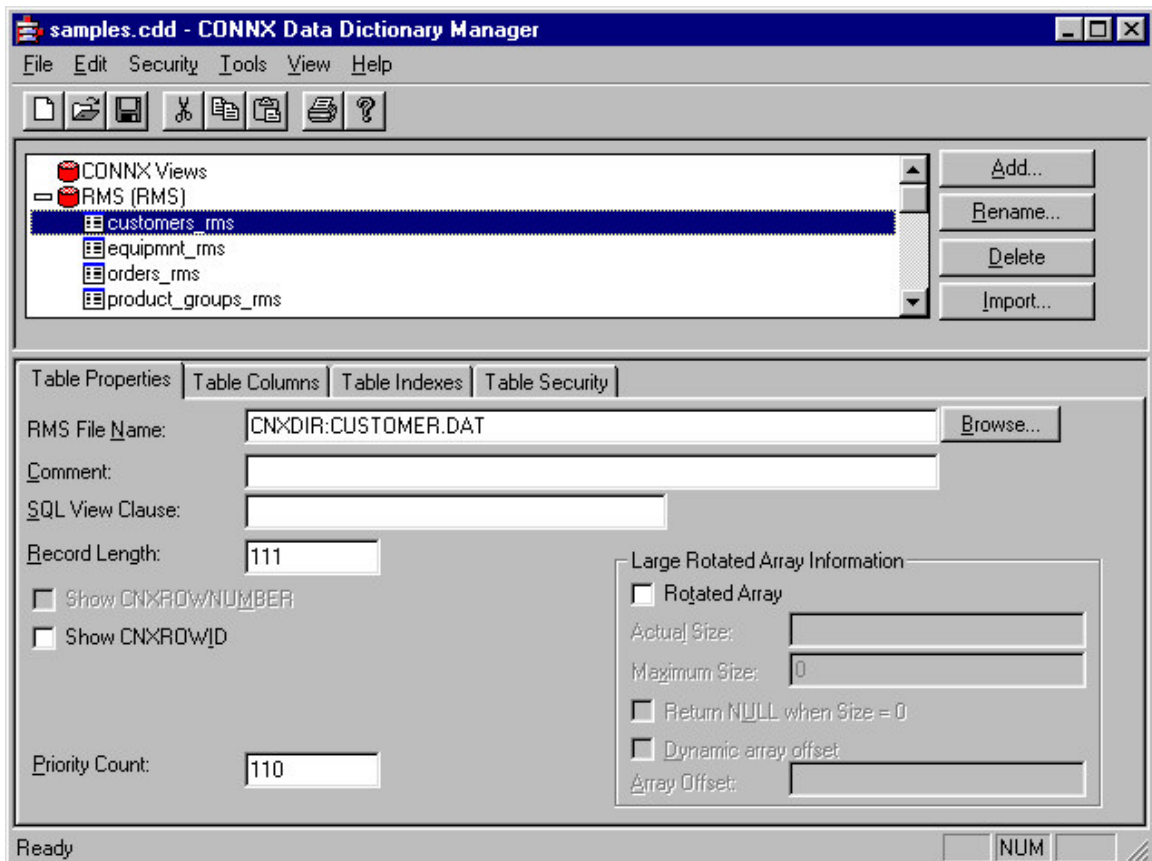 samples.cdd - CONNX Data Dictionary Manager
File Edit Security Tools View Help
CONNX Views
RMS (RMS)
customers_rms
equipmnt_rms
orders_rms
product_groups_rms
Add...
Rename...
Delete
Import...
Table Properties Table Columns Table Indexes Table Security
RMS File Name: CNXDIR:CUSTOMER.DAT Browse...
Comment:
SQL View Clause:
Record Length: 111
Show CNXROWNUMBER
Show CNXROWID
Priority Count: 110
Large Rotated Array Information
Rotated Array
Actual Size:
Maximum Size: 0
Return NULL when Size = 0
Dynamic array offset
Array Offset:
Ready NUM